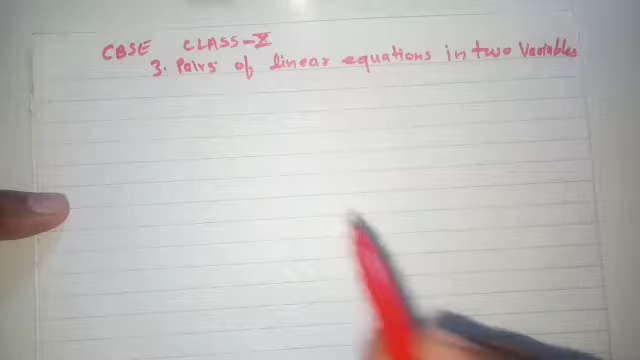 CBSE CLASS-X
3. Pairs of linear equations in two Variables